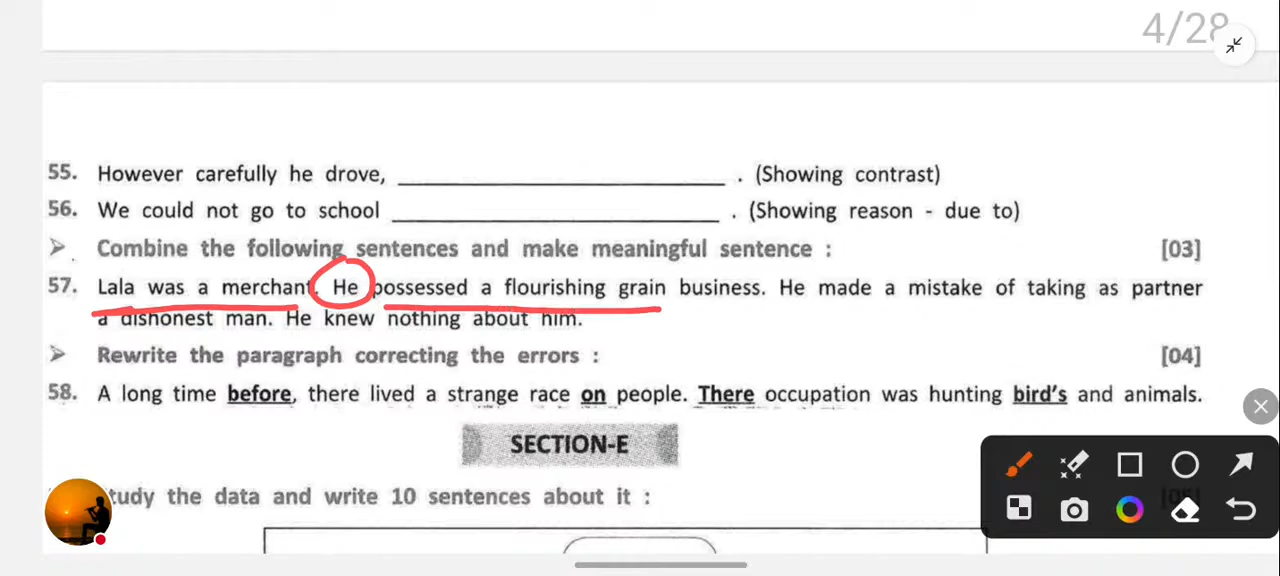 4/28
55. However carefully he drove, ______________________ . (Showing contrast)
56. We could not go to school ______________________ . (Showing reason - due to)
➢ Combine the following sentences and make meaningful sentence : [03]
57. Lala was a merchant. He possessed a flourishing grain business. He made a mistake of taking as partner
a dishonest man. He knew nothing about him.
➢ Rewrite the paragraph correcting the errors : [04]
58. A long time before, there lived a strange race on people. There occupation was hunting bird's and animals.
SECTION-E
tudy the data and write 10 sentences about it :